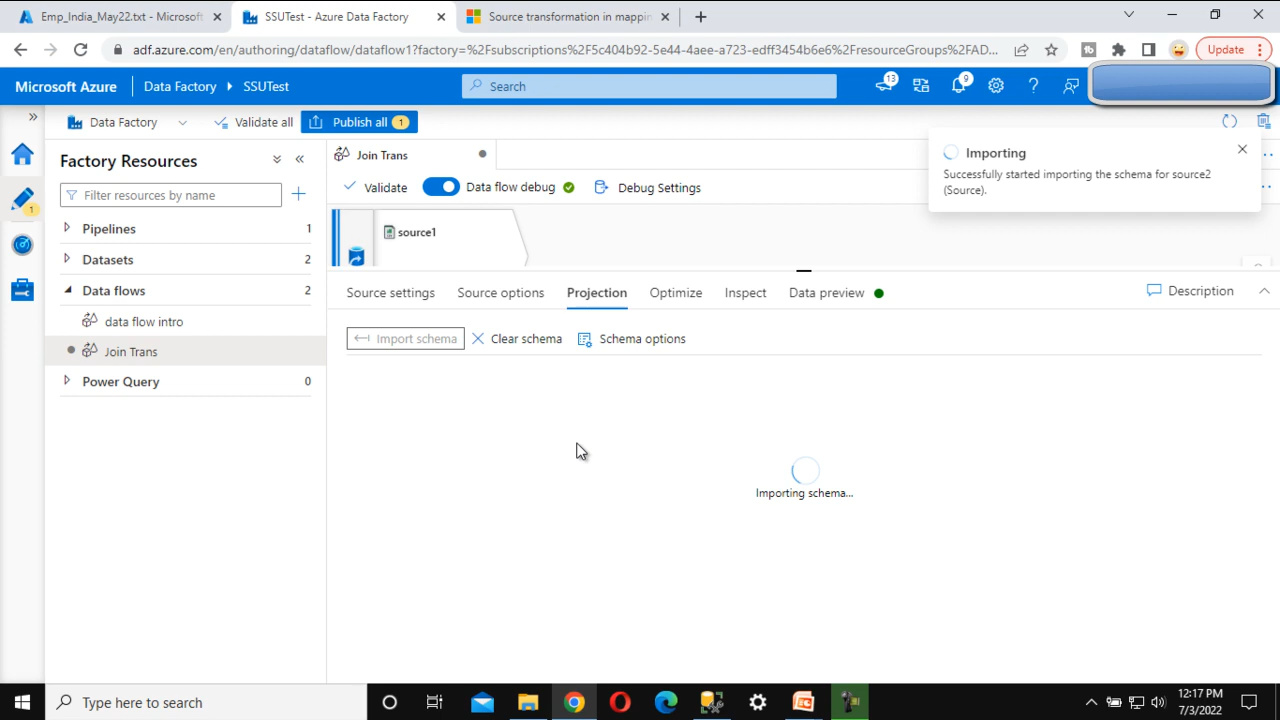 Emp_India_May22.txt - Microsoft
SSUTest - Azure Data Factory
Source transformation in mappin
adf.azure.com/en/authoring/dataflow/dataflow1?factory=%2Fsubscriptions%2F5c404b92-5e44-4aee-a723-edff3454b6e6%2FresourceGroups%2FAD...
Update
Microsoft Azure
Data Factory
SSUTest
Search
13
9
Data Factory
Validate all
Publish all 1
Factory Resources
Join Trans
Importing
Successfully started importing the schema for source2
(Source).
Filter resources by name
Validate
Data flow debug
Debug Settings
1
Pipelines 1
source1
Datasets 2
Data flows 2
Source settings
Source options
Projection
Optimize
Inspect
Data preview
Description
data flow intro
Import schema
Clear schema
Schema options
Join Trans
Power Query 0
Importing schema...
Type here to search
12:17 PM
7/3/2022